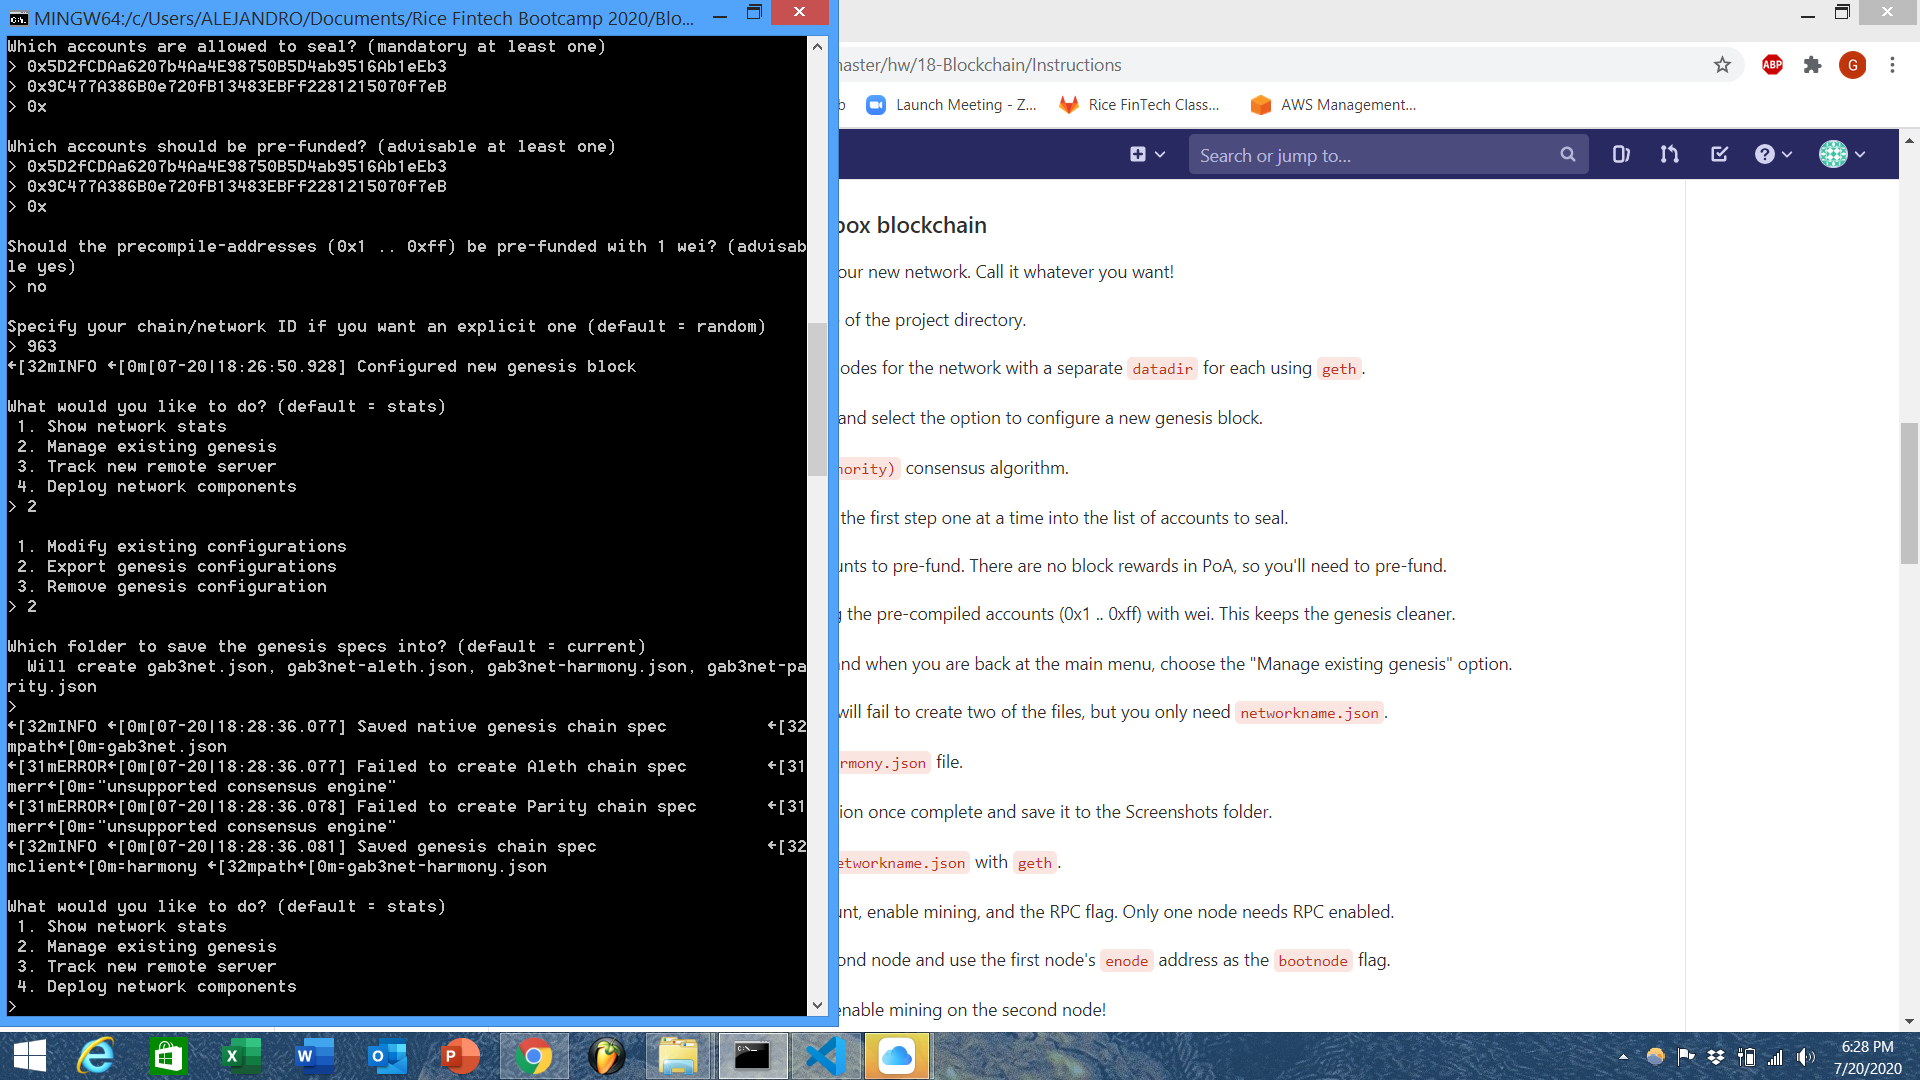 MINGW64:/c/Users/ALEJANDRO/Documents/Rice Fintech Bootcamp 2020/Blo...
Which accounts are allowed to seal? (mandatory at least one)
> 0x5D2fCDAa6207b4Aa4E98750B5D4ab9516Ab1eEb3
> 0x9C477A386B0e720fB13483EBFf2281215070f7eB
> 0x
Which accounts should be pre-funded? (advisable at least one)
> 0x5D2fCDAa6207b4Aa4E98750B5D4ab9516Ab1eEb3
> 0x9C477A386B0e720fB13483EBFf2281215070f7eB
> 0x
Should the precompile-addresses (0x1 .. 0xff) be pre-funded with 1 wei? (advisab
le yes)
> no
Specify your chain/network ID if you want an explicit one (default = random)
> 963
←[32mINFO ←[0m[07-20|18:26:50.928] Configured new genesis block
What would you like to do? (default = stats)
1. Show network stats
2. Manage existing genesis
3. Track new remote server
4. Deploy network components
> 2
1. Modify existing configurations
2. Export genesis configurations
3. Remove genesis configuration
> 2
Which folder to save the genesis specs into? (default = current)
Will create gab3net.json, gab3net-aleth.json, gab3net-harmony.json, gab3net-pa
rity.json
>
←[32mINFO ←[0m[07-20|18:28:36.077] Saved native genesis chain spec ←[32
mpath←[0m=gab3net.json
←[31mERROR←[0m[07-20|18:28:36.077] Failed to create Aleth chain spec ←[31
merr←[0m="unsupported consensus engine"
←[31mERROR←[0m[07-20|18:28:36.078] Failed to create Parity chain spec ←[31
merr←[0m="unsupported consensus engine"
←[32mINFO ←[0m[07-20|18:28:36.081] Saved genesis chain spec ←[32
mclient←[0m=harmony ←[32mpath←[0m=gab3net-harmony.json
What would you like to do? (default = stats)
1. Show network stats
2. Manage existing genesis
3. Track new remote server
4. Deploy network components
>
master/hw/18-Blockchain/Instructions
ABP
G
b
Launch Meeting - Z...
Rice FinTech Class...
AWS Management...
Search or jump to...
box blockchain
our new network. Call it whatever you want!
of the project directory.
odes for the network with a separate datadir for each using geth.
and select the option to configure a new genesis block.
hority) consensus algorithm.
the first step one at a time into the list of accounts to seal.
unts to pre-fund. There are no block rewards in PoA, so you'll need to pre-fund.
g the pre-compiled accounts (0x1 .. 0xff) with wei. This keeps the genesis cleaner.
and when you are back at the main menu, choose the "Manage existing genesis" option.
will fail to create two of the files, but you only need networkname.json.
rmony.json file.
ion once complete and save it to the Screenshots folder.
etworkname.json with geth.
unt, enable mining, and the RPC flag. Only one node needs RPC enabled.
ond node and use the first node's enode address as the bootnode flag.
enable mining on the second node!
6:28 PM
7/20/2020